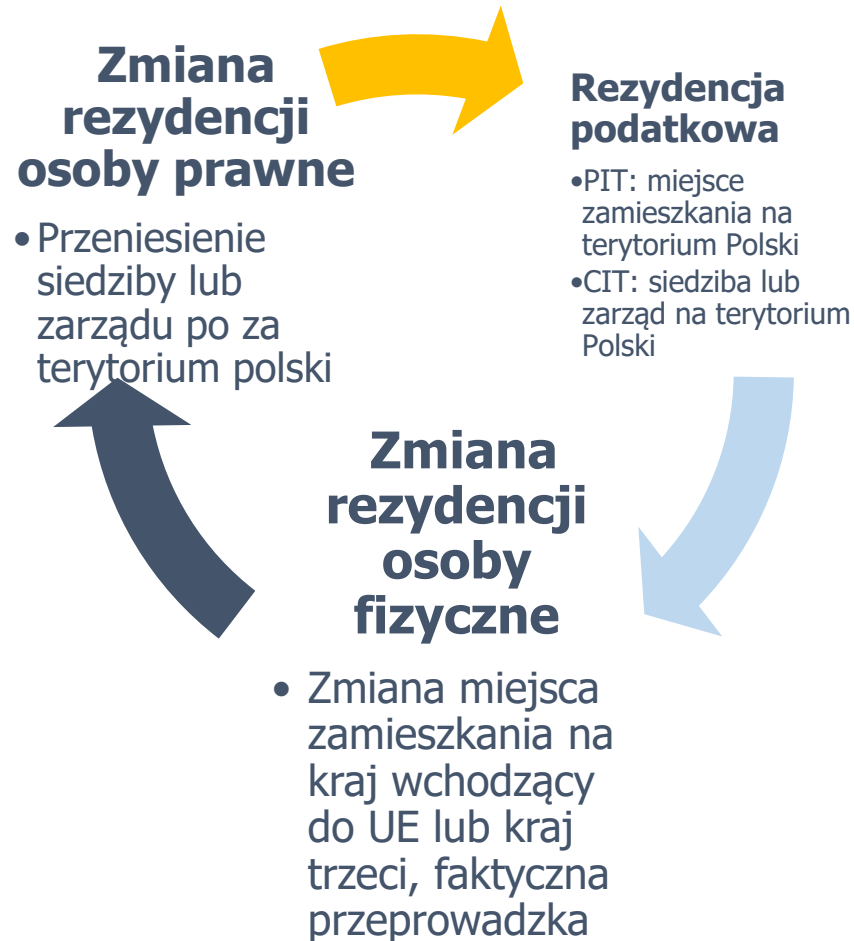 Zmiana
rezydencji
osoby prawne
• Przeniesienie
siedziby lub
zarządu po za
terytorium polski
Rezydencja
podatkowa
•PIT: miejsce
zamieszkania na
terytorium Polski
•CIT: siedziba lub
zarząd na terytorium
Polski
Zmiana
rezydencji
osoby
fizyczne
• Zmiana miejsca
zamieszkania na
kraj wchodzący
do UE lub kraj
trzeci, faktyczna
przeprowadzka